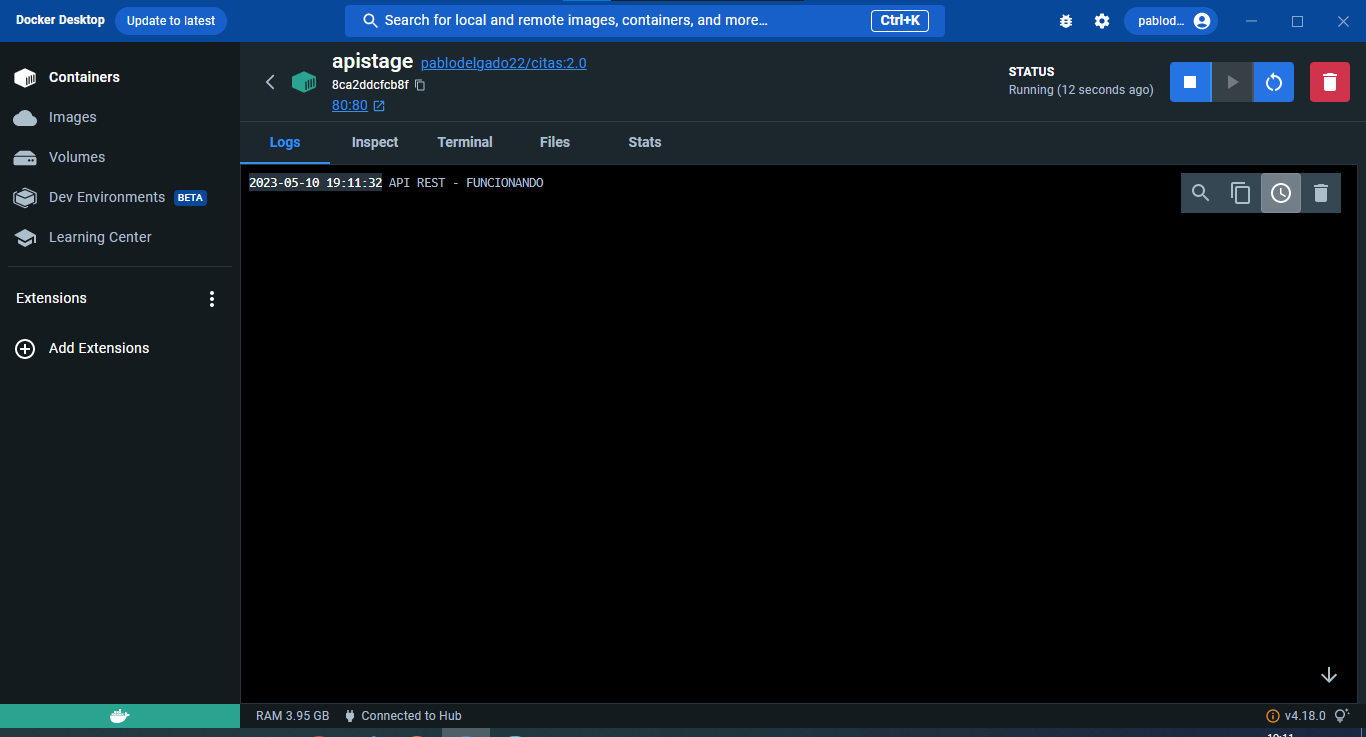 Docker Desktop
Update to latest
Search for local and remote images, containers, and more...
Ctrl+K
pablod...
Containers
Images
Volumes
Dev Environments BETA
Learning Center
Extensions
Add Extensions
apistage pablodelgado22/citas:2.0
8ca2ddcfcb8f
80:80
STATUS
Running (12 seconds ago)
Logs Inspect Terminal Files Stats
2023-05-10 19:11:32 API REST - FUNCIONANDO
RAM 3.95 GB Connected to Hub
v4.18.0